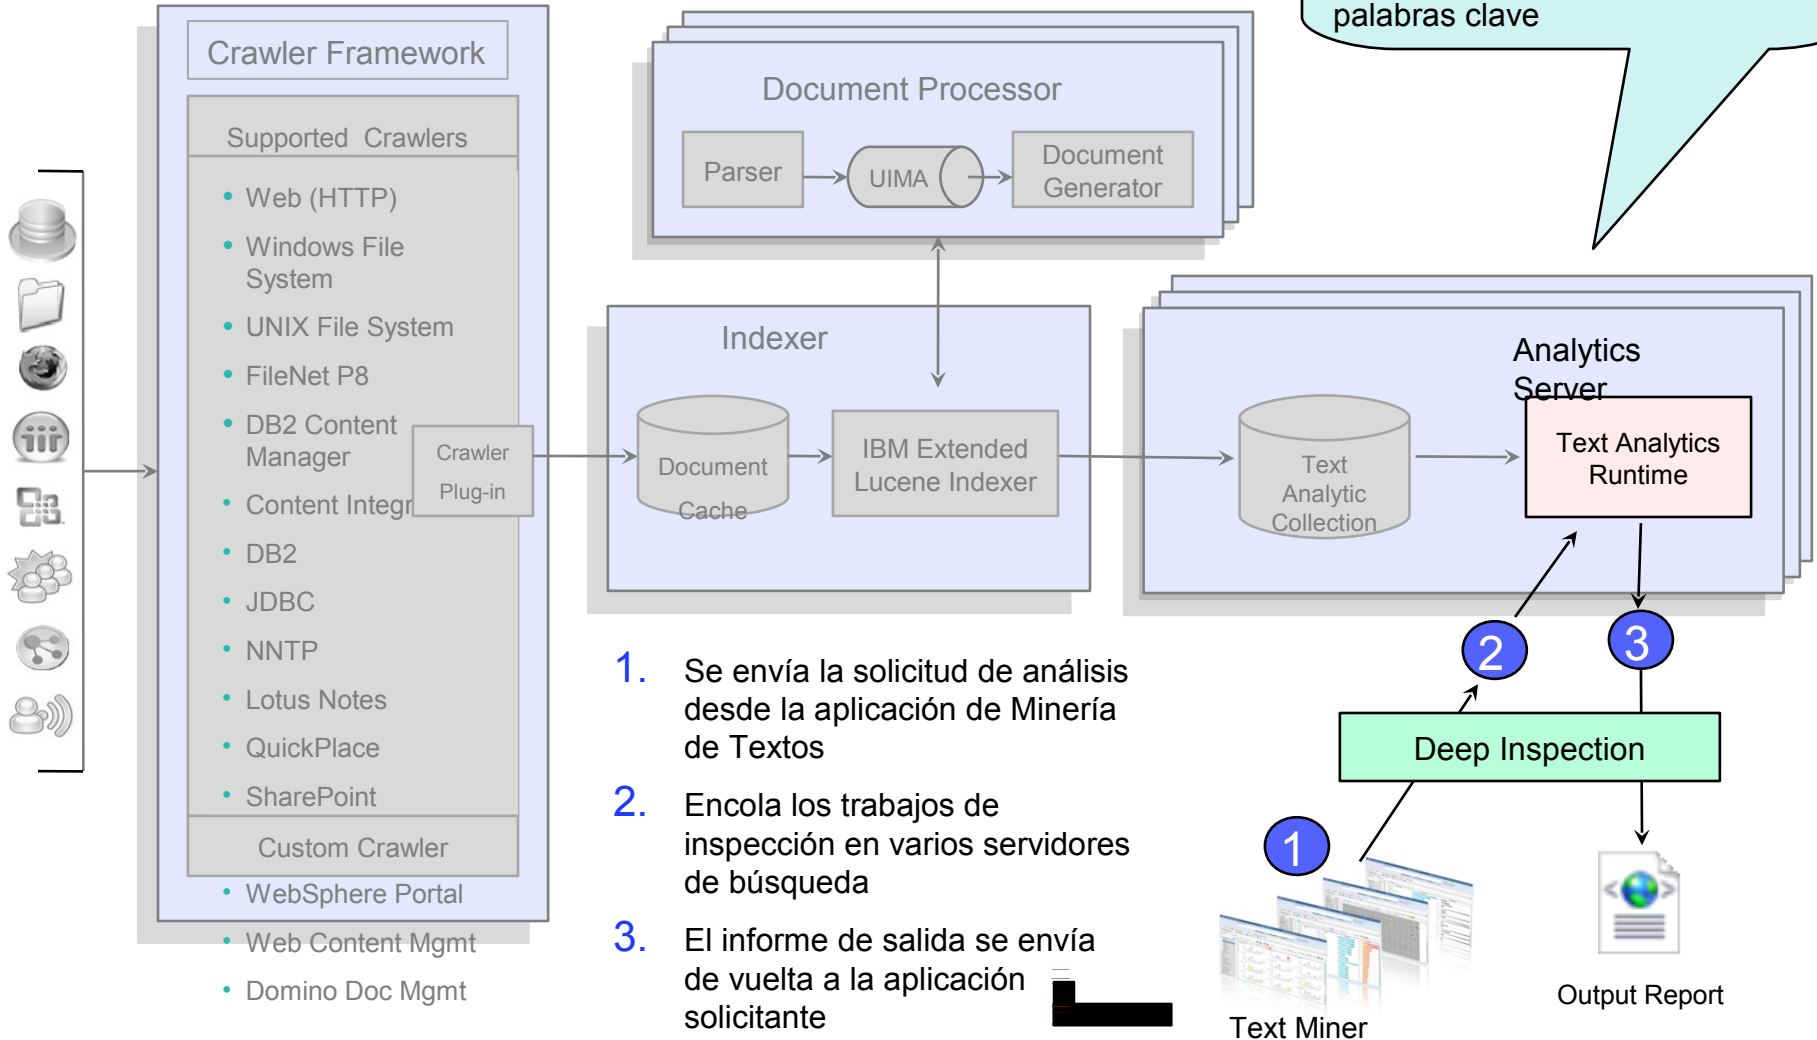 palabras clave
Crawler Framework
Supported Crawlers
• Web (HTTP)
• Windows File
System
• UNIX File System
• FileNet P8
• DB2 Content
Manager
• Content Integr
• DB2
• JDBC
• NNTP
• Lotus Notes
• QuickPlace
• SharePoint
Custom Crawler
• WebSphere Portal
• Web Content Mgmt
• Domino Doc Mgmt
Crawler
Plug-in
Document Processor
Parser
UIMA
Document
Generator
Indexer
Document
Cache
IBM Extended
Lucene Indexer
Analytics
Server
Text
Analytic
Collection
Text Analytics
Runtime
1. Se envía la solicitud de análisis
desde la aplicación de Minería
de Textos
2. Encola los trabajos de
inspección en varios servidores
de búsqueda
3. El informe de salida se envía
de vuelta a la aplicación
solicitante
2
3
Deep Inspection
1
Text Miner
Output Report